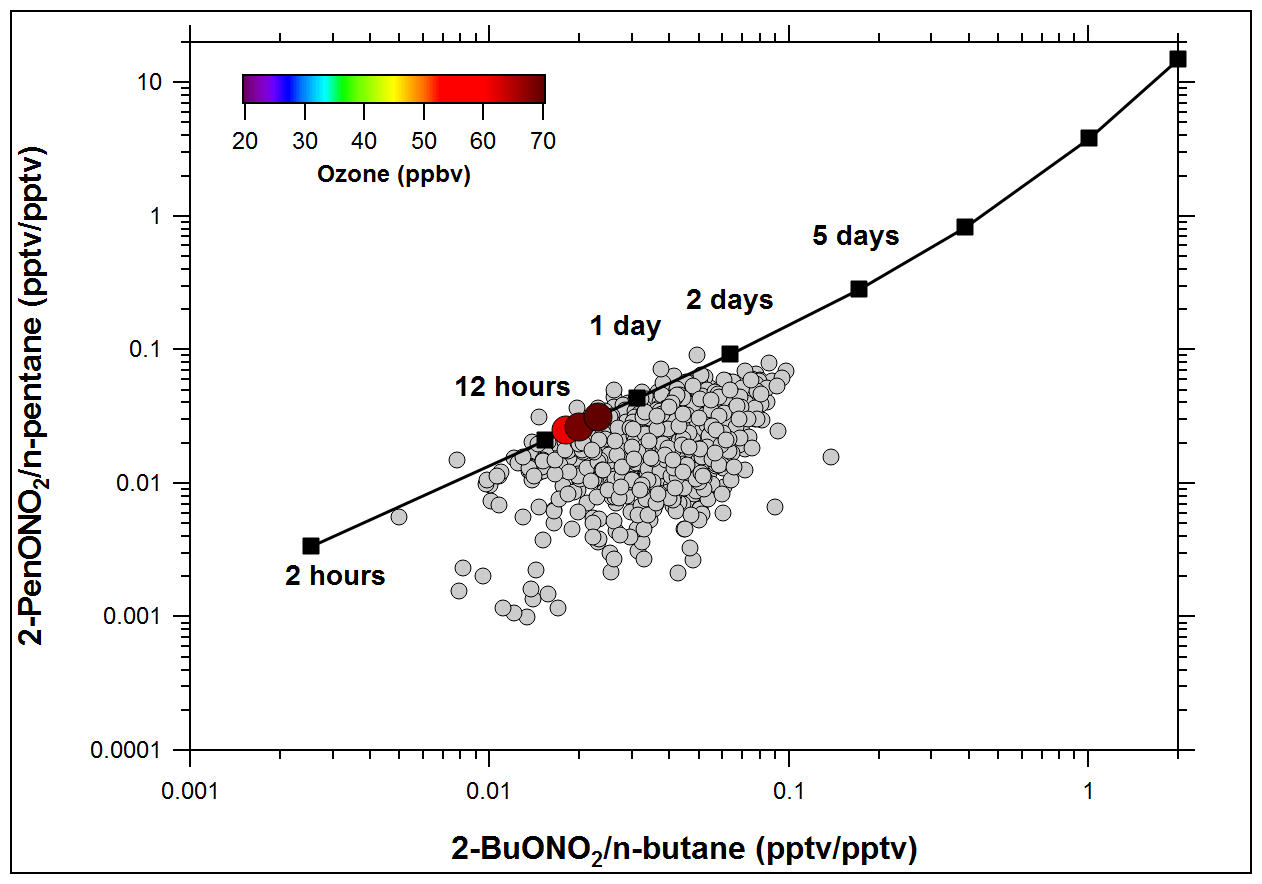 20 30 40 50 60 70
Ozone (ppbv)
10
1
0.1
0.01
0.001
0.0001
2-PenONO2/n-pentane (pptv/pptv)
5 days
2 days
1 day
12 hours
2 hours
0.001 0.01 0.1 1
2-BuONO2/n-butane (pptv/pptv)